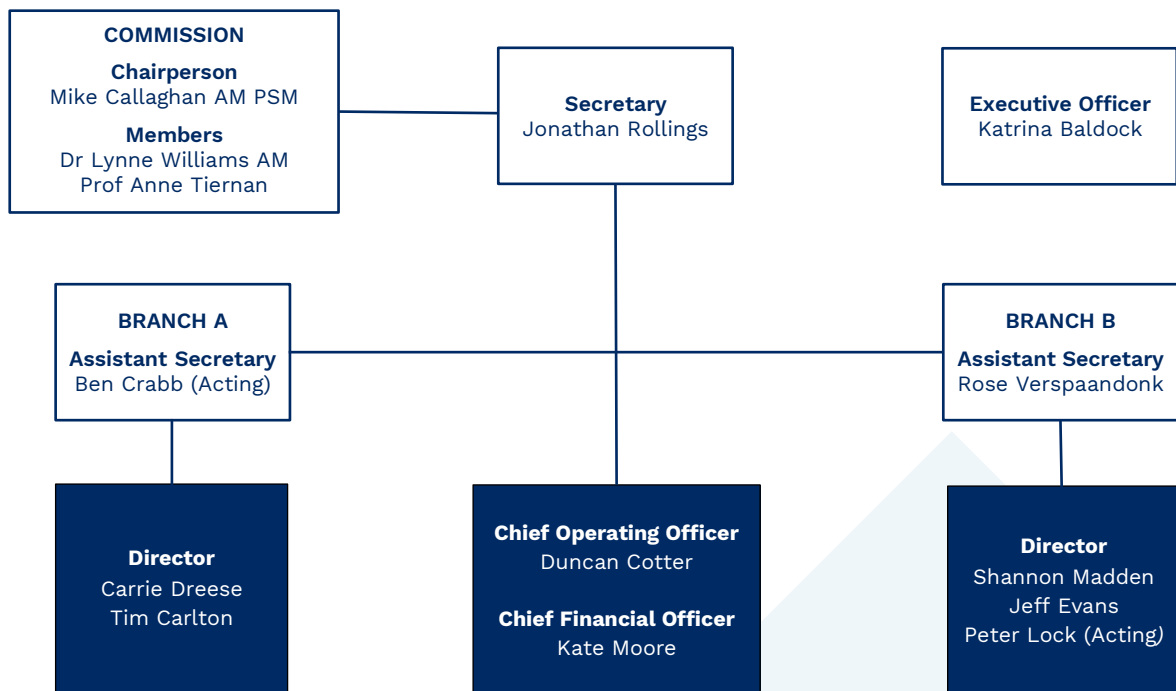 COMMISSION
Chairperson
Mike Callaghan AM PSM
Members
Dr Lynne Williams AM
Prof Anne Tiernan
Secretary
Jonathan Rollings
Executive Officer
Katrina Baldock
BRANCH A
Assistant Secretary
Ben Crabb (Acting)
BRANCH B
Assistant Secretary
Rose Verspaandonk
Director
Carrie Dreese
Tim Carlton
Chief Operating Officer
Duncan Cotter
Chief Financial Officer
Kate Moore
Director
Shannon Madden
Jeff Evans
Peter Lock (Acting)